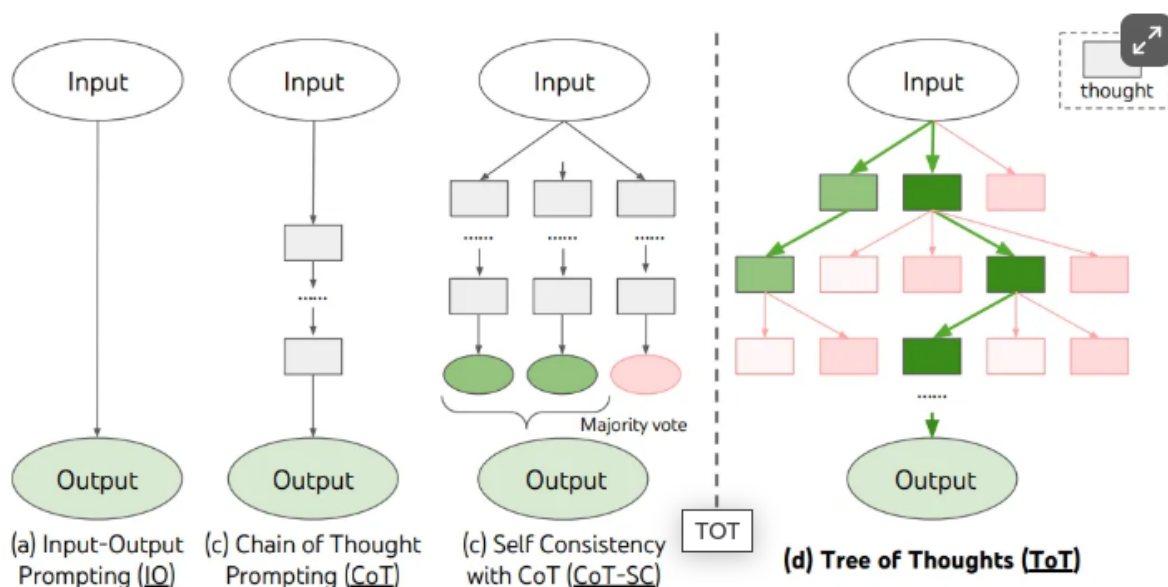 Input
Input
Input
Input
thought
......
......
......
......
......
Majority vote
Output
Output
Output
Output
(a) Input-Output
Prompting (IO)
(c) Chain of Thought
Prompting (CoT)
(c) Self Consistency
with CoT (CoT-SC)
TOT
(d) Tree of Thoughts (ToT)